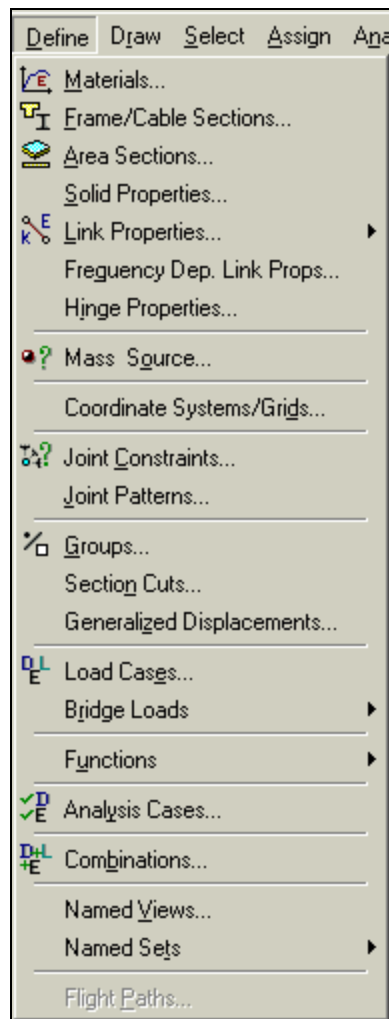 Define Draw Select Assign Ana
Materials...
Frame/Cable Sections...
Area Sections...
Solid Properties...
Link Properties...
Freguency Dep. Link Props...
Hinge Properties...
Mass Source...
Coordinate Systems/Grids...
Joint Constraints...
Joint Patterns...
Groups...
Section Cuts...
Generalized Displacements...
Load Cases...
Bridge Loads
Functions
Analysis Cases...
Combinations...
Named Views...
Named Sets
Flight Paths...